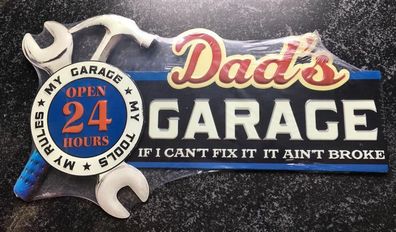 Dad's
GARAGE
IF I CAN'T FIX IT IT AIN'T BROKE
MY GARAGE
MY TOOLS
MY RULES
OPEN
24
HOURS